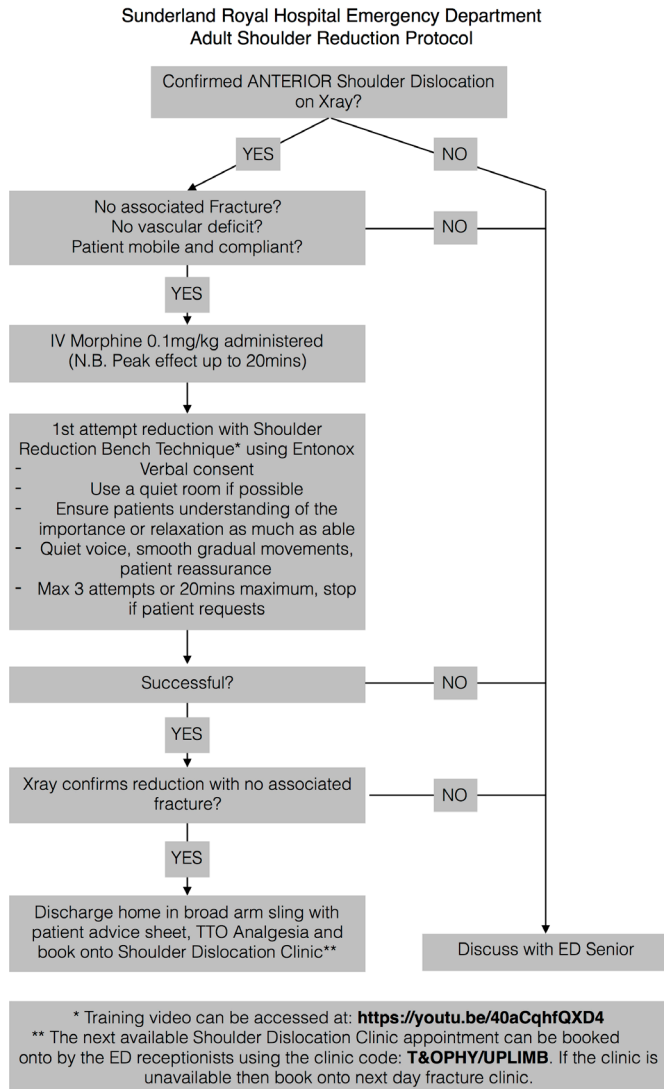 Sunderland Royal Hospital Emergency Department
Adult Shoulder Reduction Protocol
Confirmed ANTERIOR Shoulder Dislocation
on Xray?
YES
NO
No associated Fracture?
No vascular deficit?
Patient mobile and compliant?
NO
YES
IV Morphine 0.1mg/kg administered
(N.B. Peak effect up to 20mins)
1st attempt reduction with Shoulder
Reduction Bench Technique* using Entonox
- Verbal consent
- Use a quiet room if possible
- Ensure patients understanding of the
importance or relaxation as much as able
- Quiet voice, smooth gradual movements,
patient reassurance
- Max 3 attempts or 20mins maximum, stop
if patient requests
Successful?
NO
YES
Xray confirms reduction with no associated
fracture?
NO
YES
Discharge home in broad arm sling with
patient advice sheet, TTO Analgesia and
book onto Shoulder Dislocation Clinic**
Discuss with ED Senior
* Training video can be accessed at: https://youtu.be/40aCqhfQXD4
** The next available Shoulder Dislocation Clinic appointment can be booked
onto by the ED receptionists using the clinic code: T&OPHY/UPLIMB. If the clinic is
unavailable then book onto next day fracture clinic.